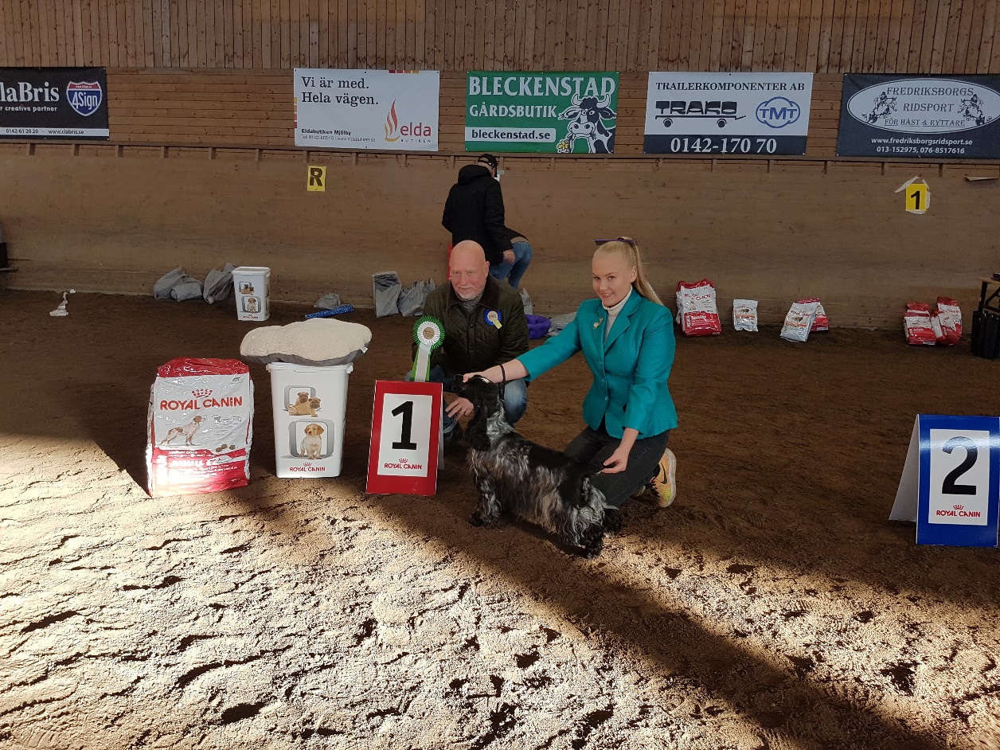 laBris
r creative partner
4Sign
0142-61 20 20
www.clabris.se
Vi är med.
Hela vägen.
elda
BUTIKEN
Eldabutiken Mjölby
BLECKENSTAD
GÅRDSBUTIK
bleckenstad.se
TRAILERKOMPONENTER AB
TMT
0142-170 70
FREDRIKSBORGS
RIDSPORT
FÖR HÄST & RYTTARE
www.fredriksborgsridsport.se
013-152975, 076-8517616
R
1
ROYAL CANIN
ROYAL CANIN
1
ROYAL CANIN
2
ROYAL CANIN